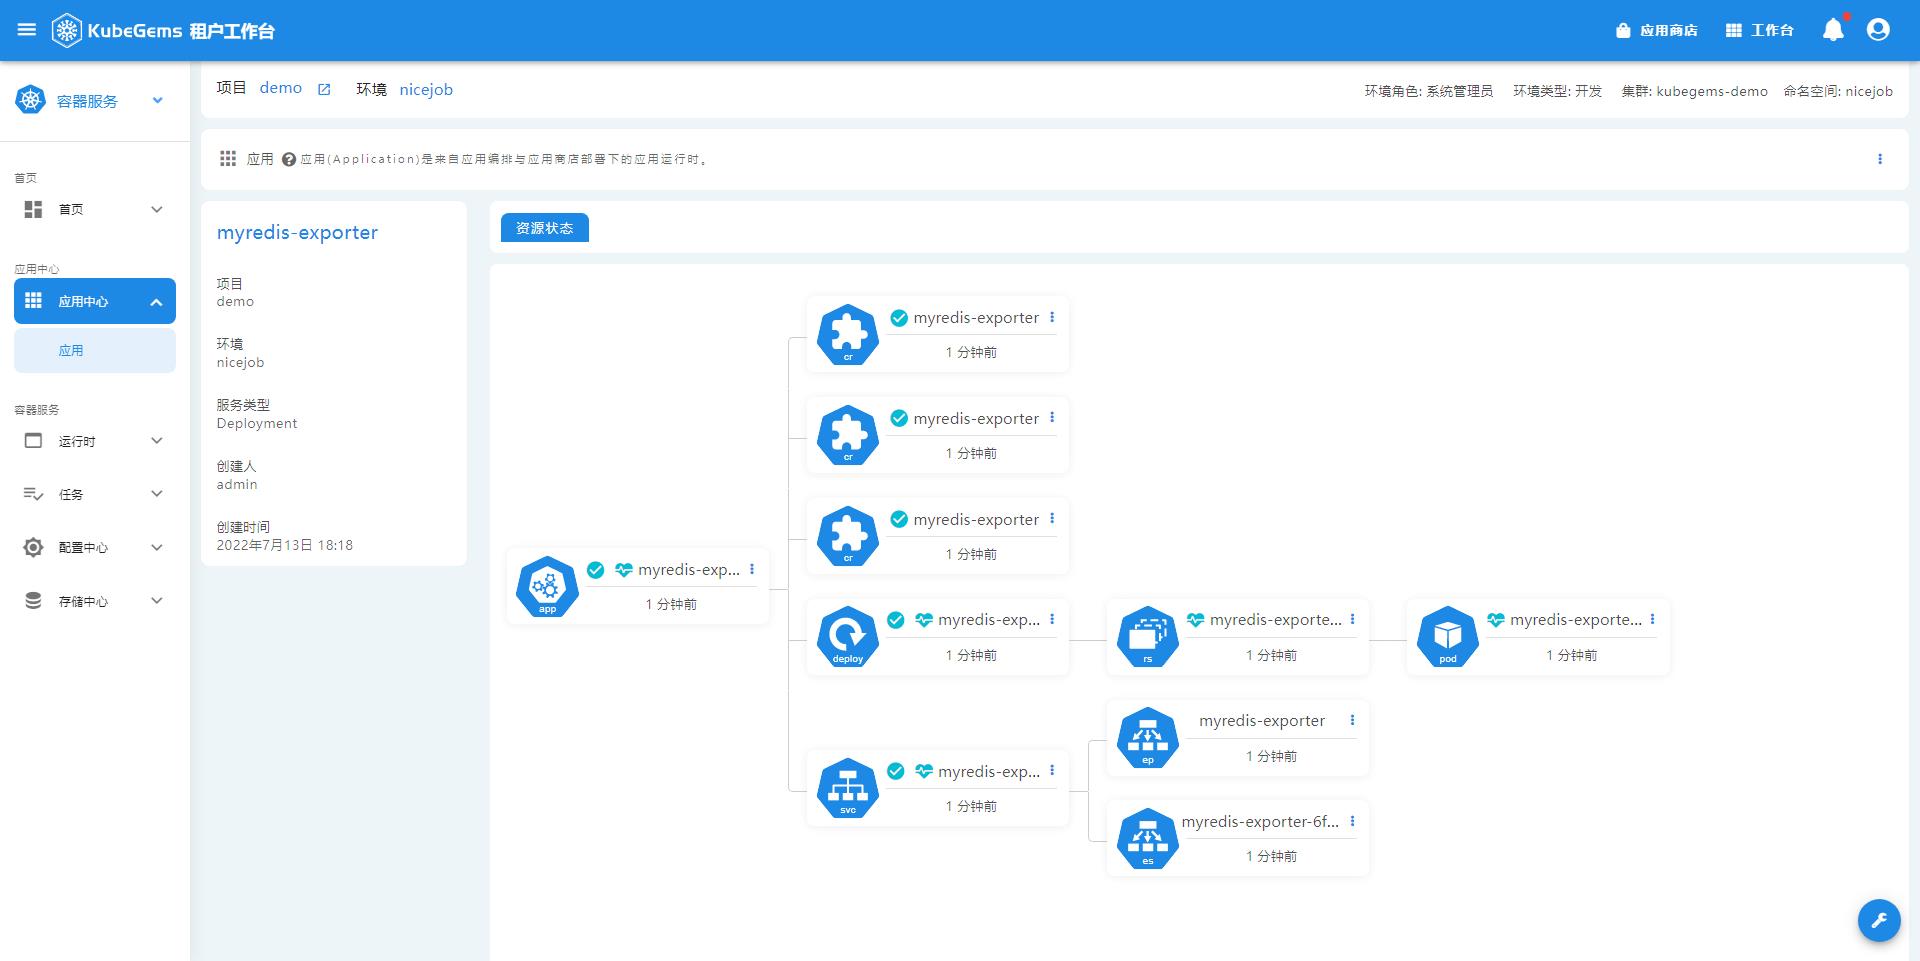 KubeGems 租户工作台
应用商店
工作台
容器服务
首页
首页
应用中心
应用中心
应用
容器服务
运行时
任务
配置中心
存储中心
项目 demo 环境 nicejob
环境角色: 系统管理员 环境类型: 开发 集群: kubegems-demo 命名空间: nicejob
应用 应用(Application)是来自应用编排与应用商店部署下的应用运行时。
myredis-exporter
项目
demo
环境
nicejob
服务类型
Deployment
创建人
admin
创建时间
2022年7月13日 18:18
资源状态
myredis-exporter
cr
1 分钟前
myredis-exporter
cr
1 分钟前
myredis-exporter
cr
1 分钟前
myredis-exp...
app
1 分钟前
myredis-exp...
deploy
1 分钟前
myredis-exporte...
rs
1 分钟前
myredis-exporte...
pod
1 分钟前
myredis-exporter
ep
1 分钟前
myredis-exp...
svc
1 分钟前
myredis-exporter-6f...
es
1 分钟前